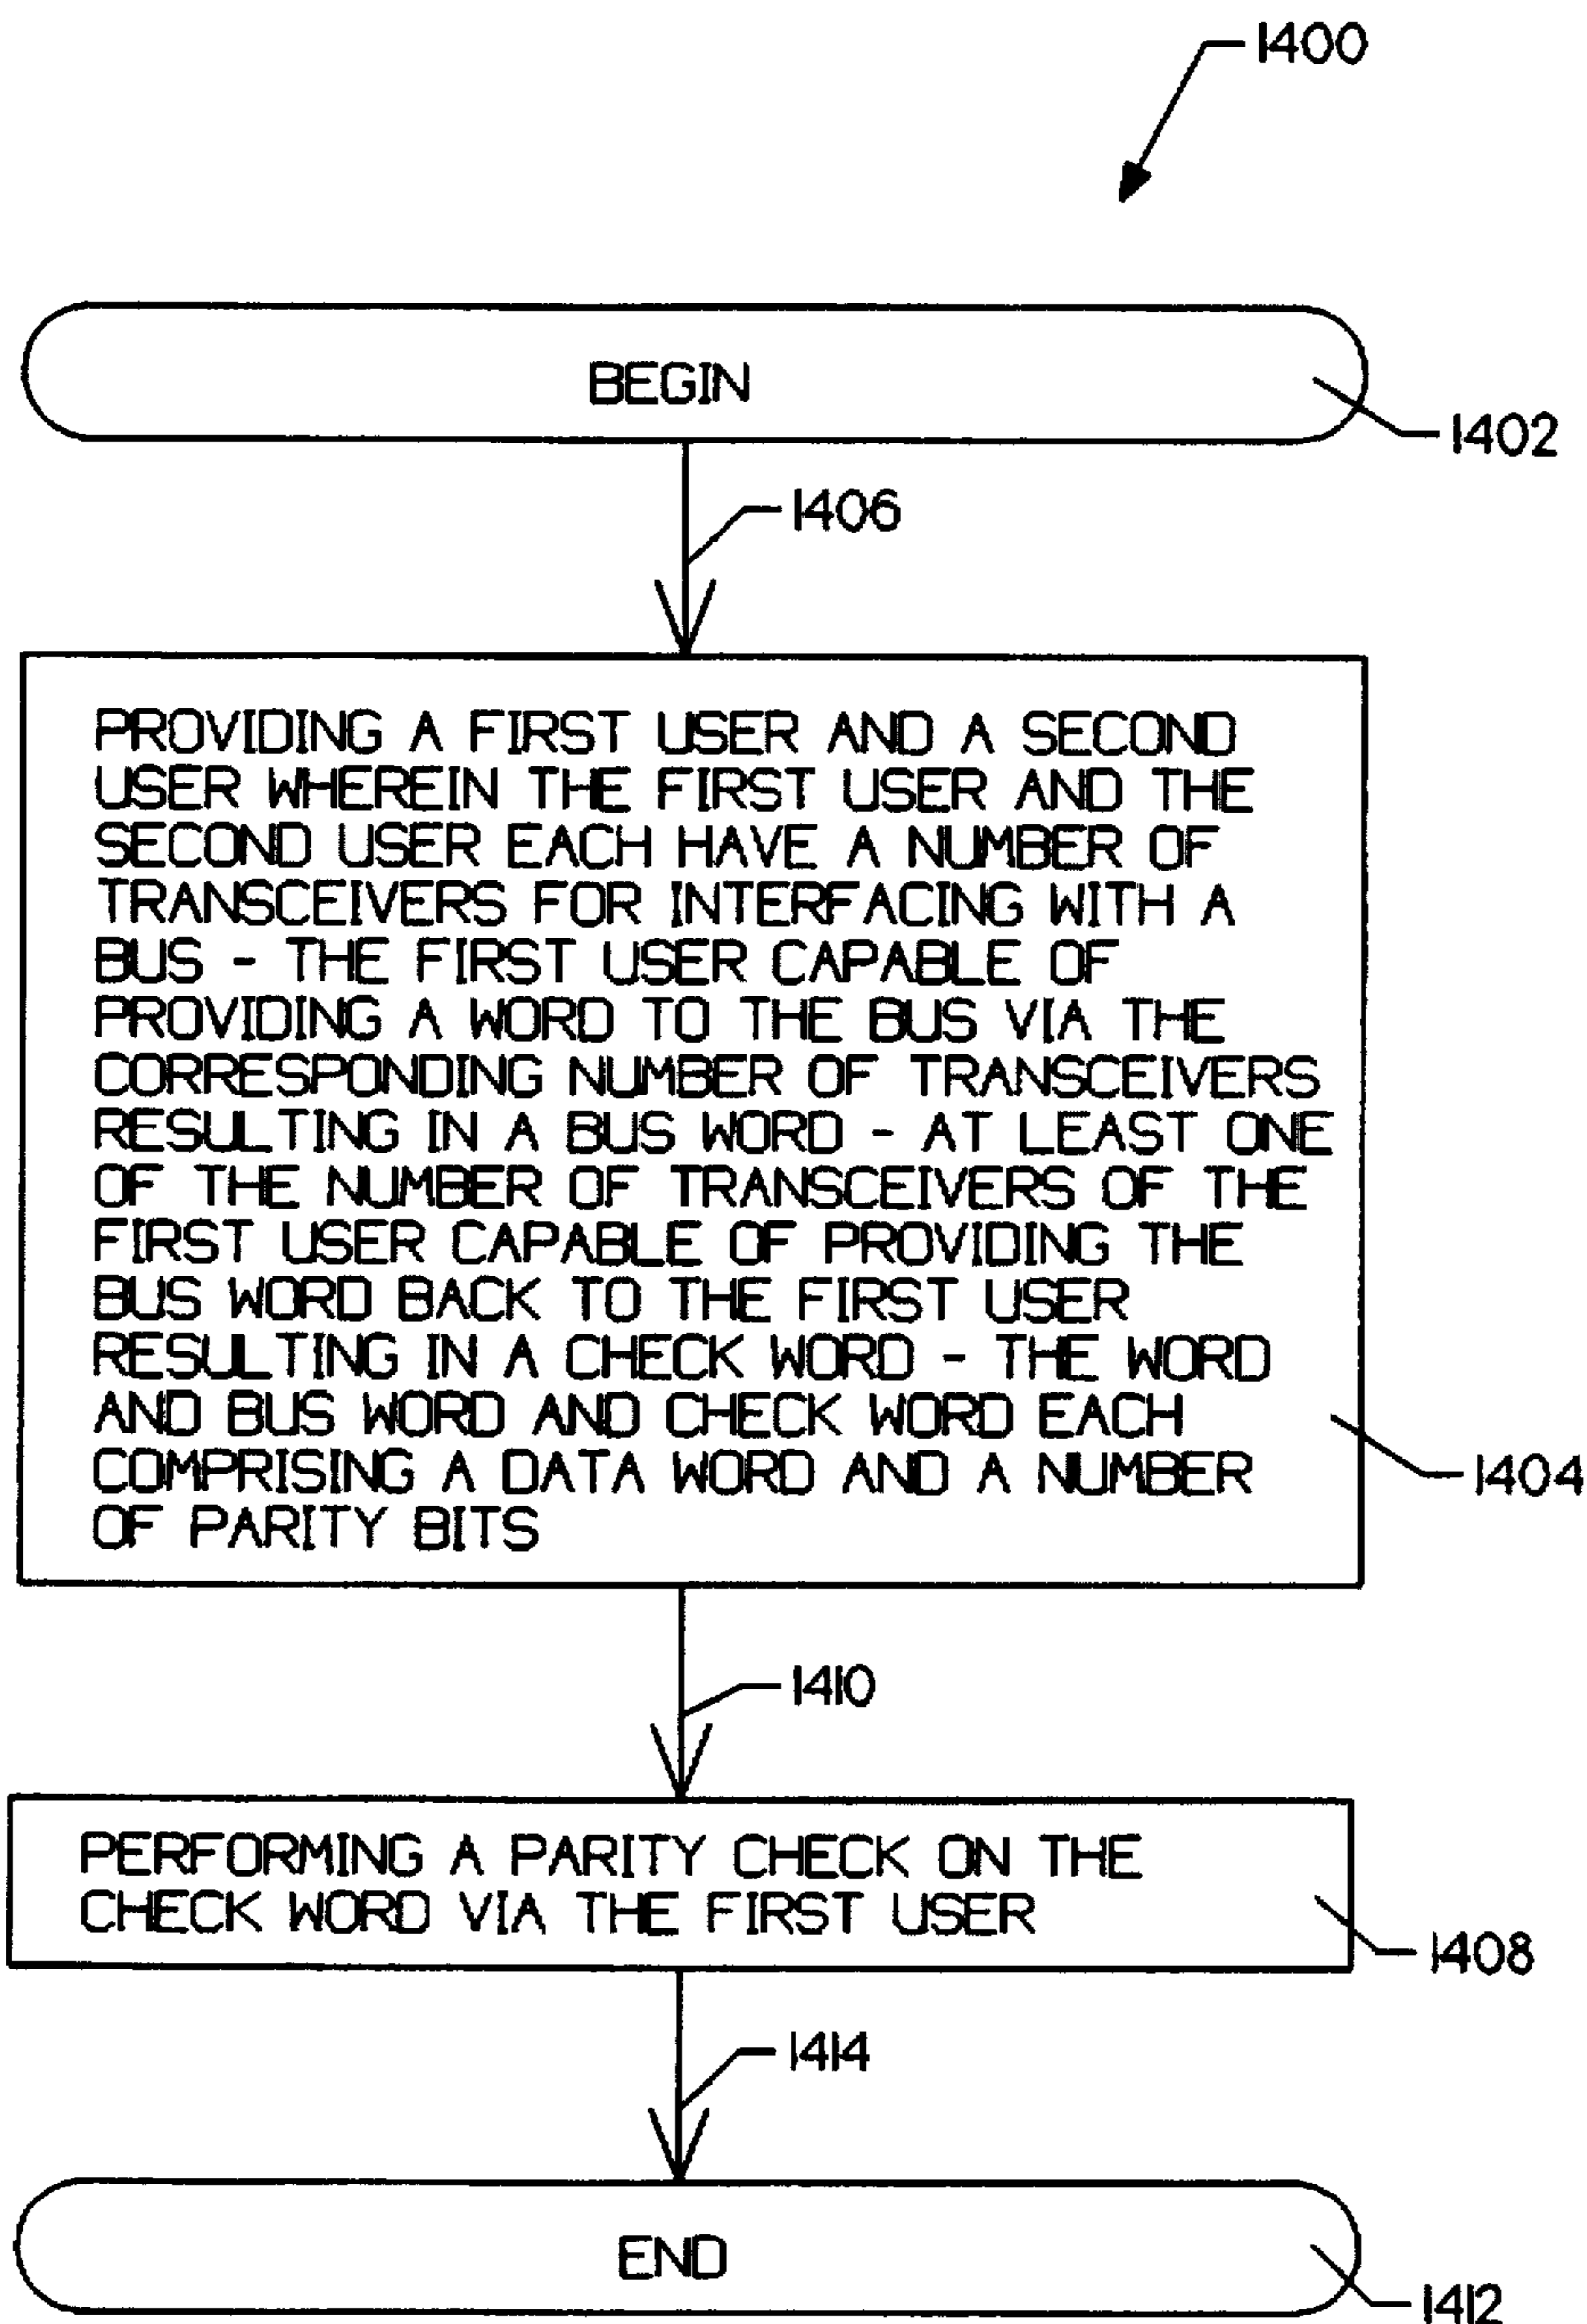 1400
BEGIN
1402
1406
PROVIDING A FIRST USER AND A SECOND
USER WHEREIN THE FIRST USER AND THE
SECOND USER EACH HAVE A NUMBER OF
TRANSCEIVERS FOR INTERFACING WITH A
BUS - THE FIRST USER CAPABLE OF
PROVIDING A WORD TO THE BUS VIA THE
CORRESPONDING NUMBER OF TRANSCEIVERS
RESULTING IN A BUS WORD - AT LEAST ONE
OF THE NUMBER OF TRANSCEIVERS OF THE
FIRST USER CAPABLE OF PROVIDING THE
BUS WORD BACK TO THE FIRST USER
RESULTING IN A CHECK WORD - THE WORD
AND BUS WORD AND CHECK WORD EACH
COMPRISING A DATA WORD AND A NUMBER
OF PARITY BITS
1404
1410
PERFORMING A PARITY CHECK ON THE
CHECK WORD VIA THE FIRST USER
1408
1414
END
1412